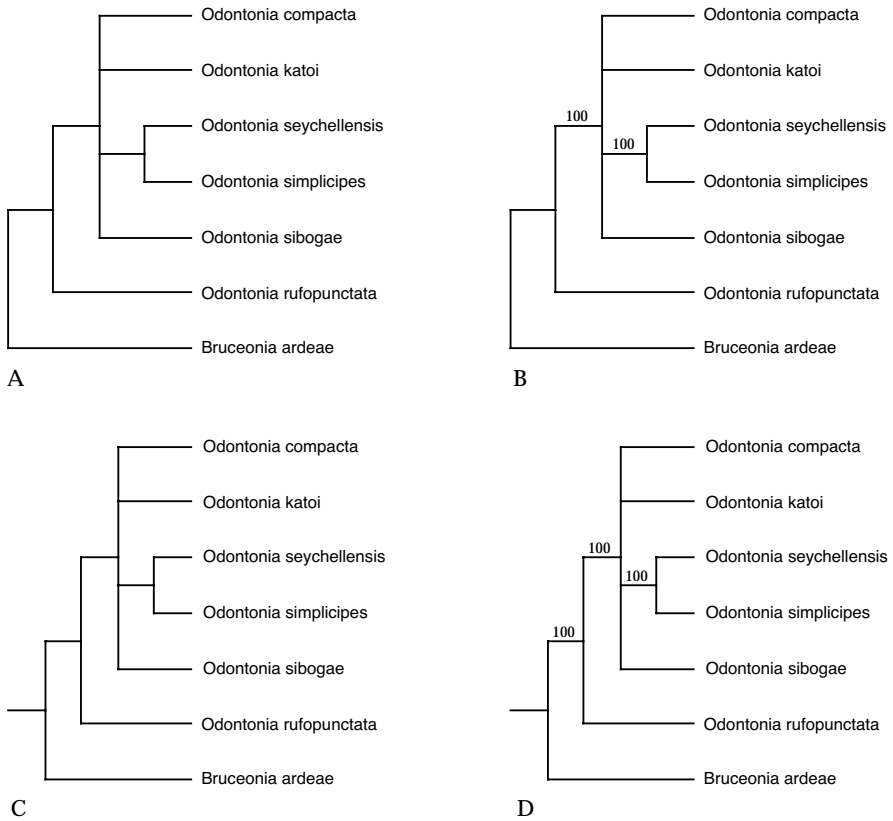 Odontonia compacta
Odontonia katoi
Odontonia seychellensis
Odontonia simplicipes
Odontonia sibogae
Odontonia rufopunctata
Bruceonia ardeae
A
Odontonia compacta
Odontonia katoi
100
Odontonia seychellensis
100
Odontonia simplicipes
Odontonia sibogae
Odontonia rufopunctata
Bruceonia ardeae
B
Odontonia compacta
Odontonia katoi
Odontonia seychellensis
Odontonia simplicipes
Odontonia sibogae
Odontonia rufopunctata
Bruceonia ardeae
C
Odontonia compacta
Odontonia katoi
100
Odontonia seychellensis
100
Odontonia simplicipes
100
Odontonia sibogae
Odontonia rufopunctata
Bruceonia ardeae
D